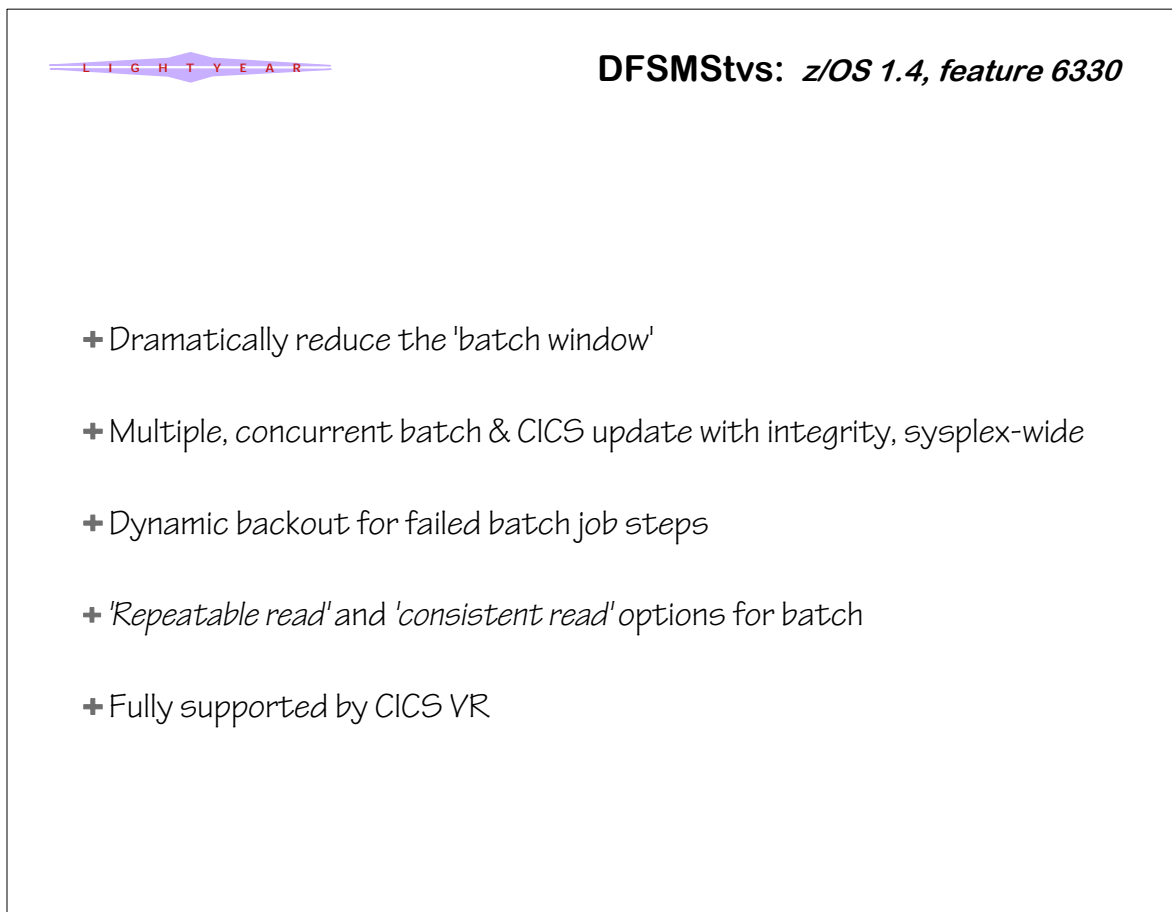 LIGHTYEAR
DFSMStvs: z/OS 1.4, feature 6330
+ Dramatically reduce the 'batch window'
+ Multiple, concurrent batch & CICS update with integrity, sysplex-wide
+ Dynamic backout for failed batch job steps
+ 'Repeatable read' and 'consistent read' options for batch
+ Fully supported by CICS VR